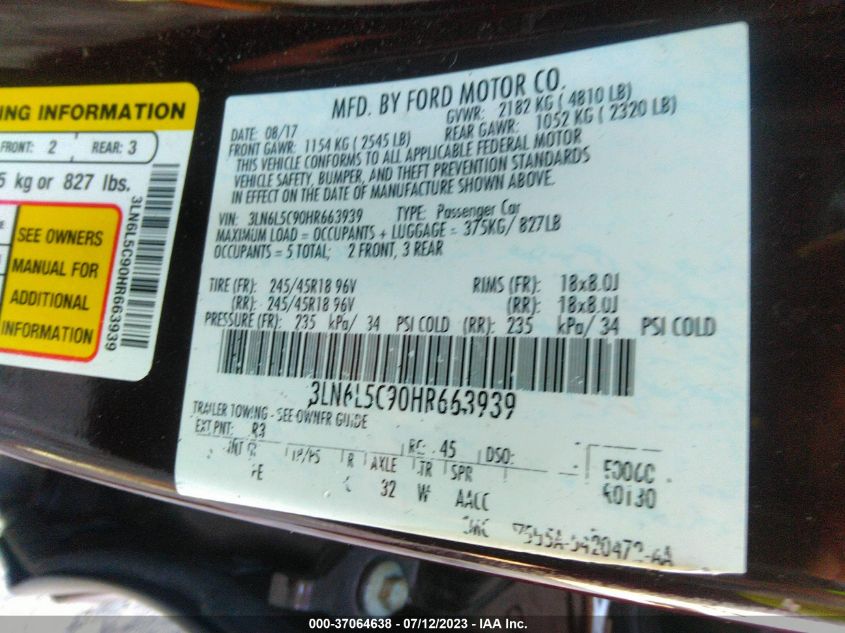 NG INFORMATION
FRONT: 2 REAR: 3
5 kg or 827 lbs.
SEE OWNERS
MANUAL FOR
ADDITIONAL
INFORMATION
3LN6L5C90HR663939
MFD. BY FORD MOTOR CO.
DATE: 08/17 GVWR: 2182 KG ( 4810 LB)
FRONT GAWR: 1154 KG ( 2545 LB) REAR GAWR: 1052 KG ( 2320 LB)
THIS VEHICLE CONFORMS TO ALL APPLICABLE FEDERAL MOTOR
VEHICLE SAFETY, BUMPER, AND THEFT PREVENTION STANDARDS
IN EFFECT ON THE DATE OF MANUFACTURE SHOWN ABOVE.
VIN: 3LN6L5C90HR663939 TYPE: Passenger Car
MAXIMUM LOAD = OCCUPANTS + LUGGAGE = 375KG/ 827LB
OCCUPANTS = 5 TOTAL; 2 FRONT, 3 REAR
TIRE (FR): 245/45R18 96V RIMS (FR): 18x8.0J
(RR): 245/45R18 96V (RR): 18x8.0J
PRESSURE (FR): 235 kPa/ 34 PSI COLD (RR): 235 kPa/ 34 PSI COLD
3LN6L5C90HR663939
TRAILER TOWING - SEE OWNER GUIDE
EXT PNT: R3 RC: 45 DSO:
INT R AXLE TR SPR
32 W AACC
000-37064638 - 07/12/2023 - IAA Inc.